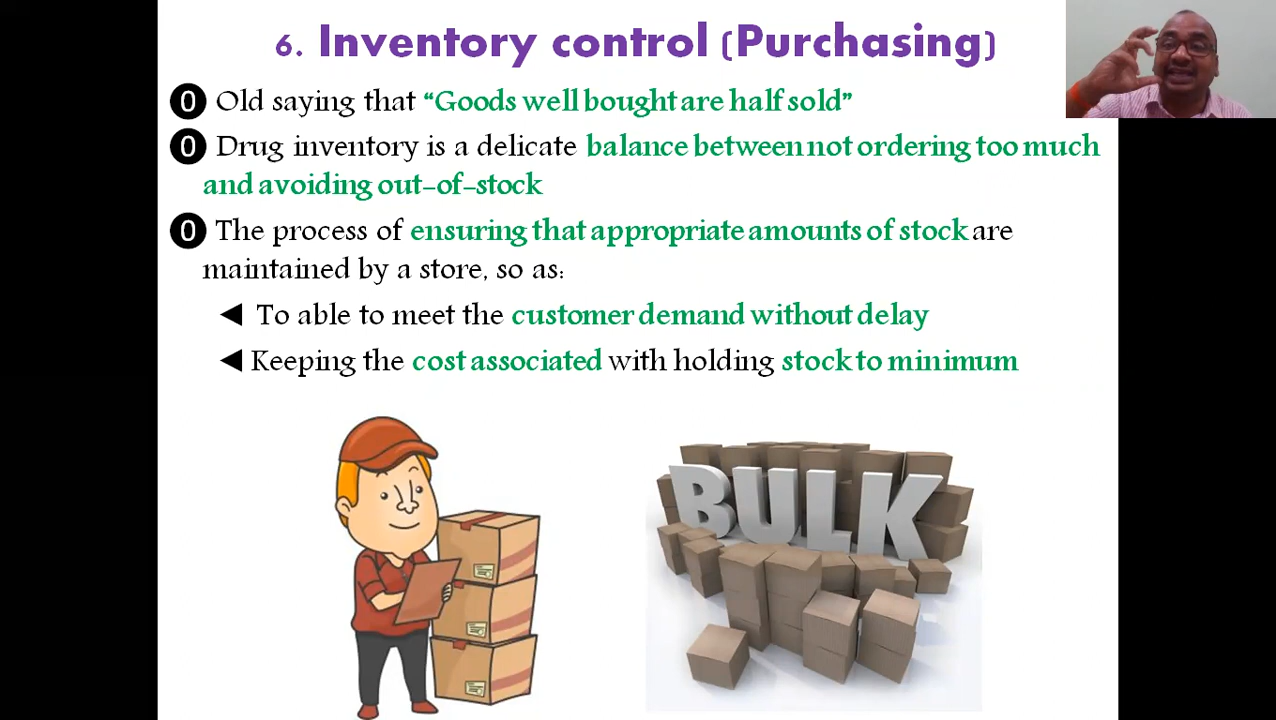 6. Inventory control (Purchasing)
Old saying that “Goods well bought are half sold”
Drug inventory is a delicate balance between not ordering too much
and avoiding out-of-stock
The process of ensuring that appropriate amounts of stock are
maintained by a store, so as:
To able to meet the customer demand without delay
Keeping the cost associated with holding stock to minimum
BULK